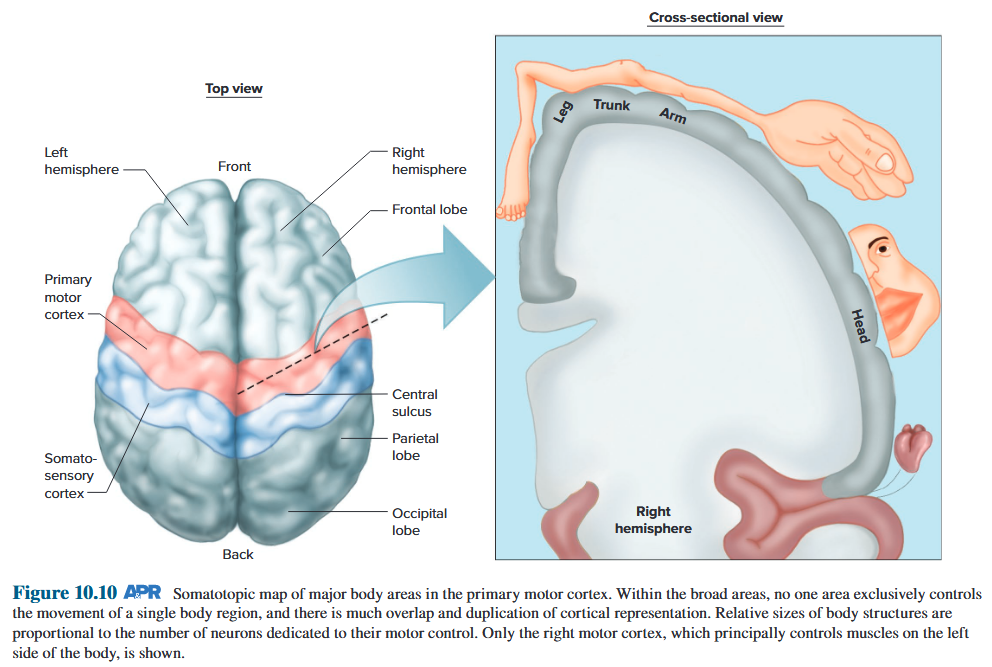 Cross-sectional view
Top view
Leg
Trunk
Arm
Left
hemisphere
Front
Right
hemisphere
Frontal lobe
Primary
motor
cortex
Head
Central
sulcus
Parietal
lobe
Somato-
sensory
cortex
Occipital
lobe
Right
hemisphere
Back
Figure 10.10 A&PR Somatotopic map of major body areas in the primary motor cortex. Within the broad areas, no one area exclusively controls
the movement of a single body region, and there is much overlap and duplication of cortical representation. Relative sizes of body structures are
proportional to the number of neurons dedicated to their motor control. Only the right motor cortex, which principally controls muscles on the left
side of the body, is shown.